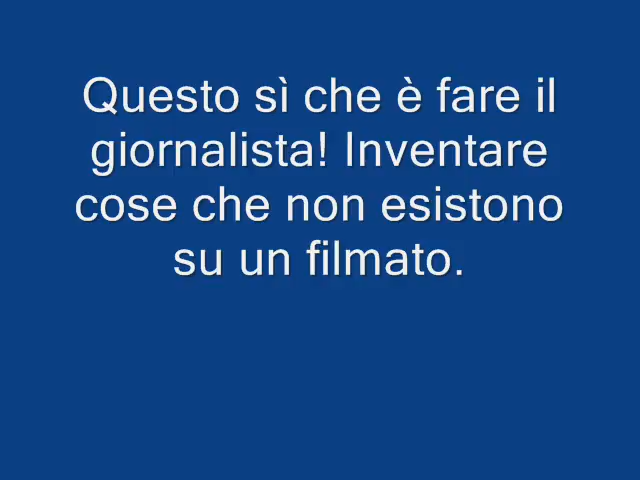 Questo sì che è fare il
giornalista! Inventare
cose che non esistono
su un filmato.